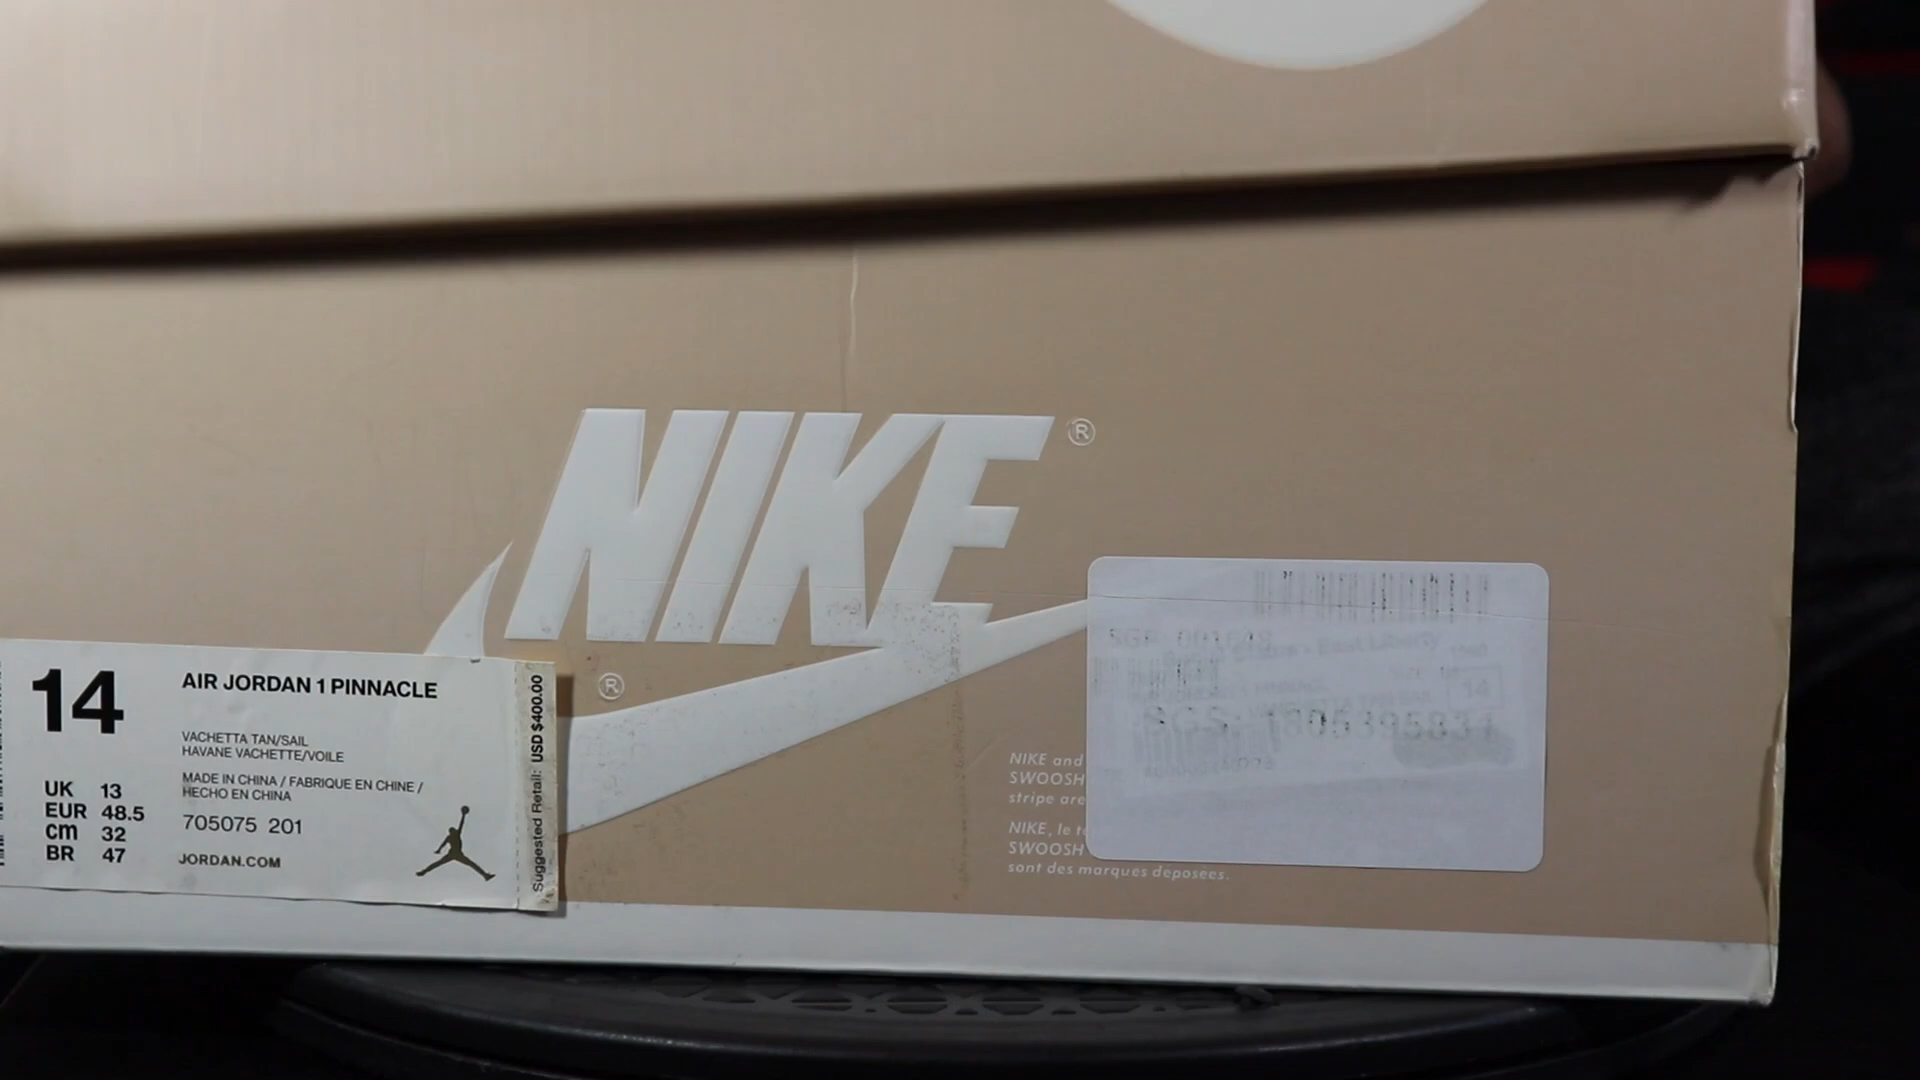 NIKE ®
®
14
AIR JORDAN 1 PINNACLE
VACHETTA TAN/SAIL
HAVANE VACHETTE/VOILE
MADE IN CHINA / FABRIQUE EN CHINE /
HECHO EN CHINA
705075 201
JORDAN.COM
UK 13
EUR 48.5
cm 32
BR 47
Suggested Retail: USD $400.00
NIKE and
SWOOSH
stripe are
NIKE, le
SWOOSH
sont des marques deposees.
14